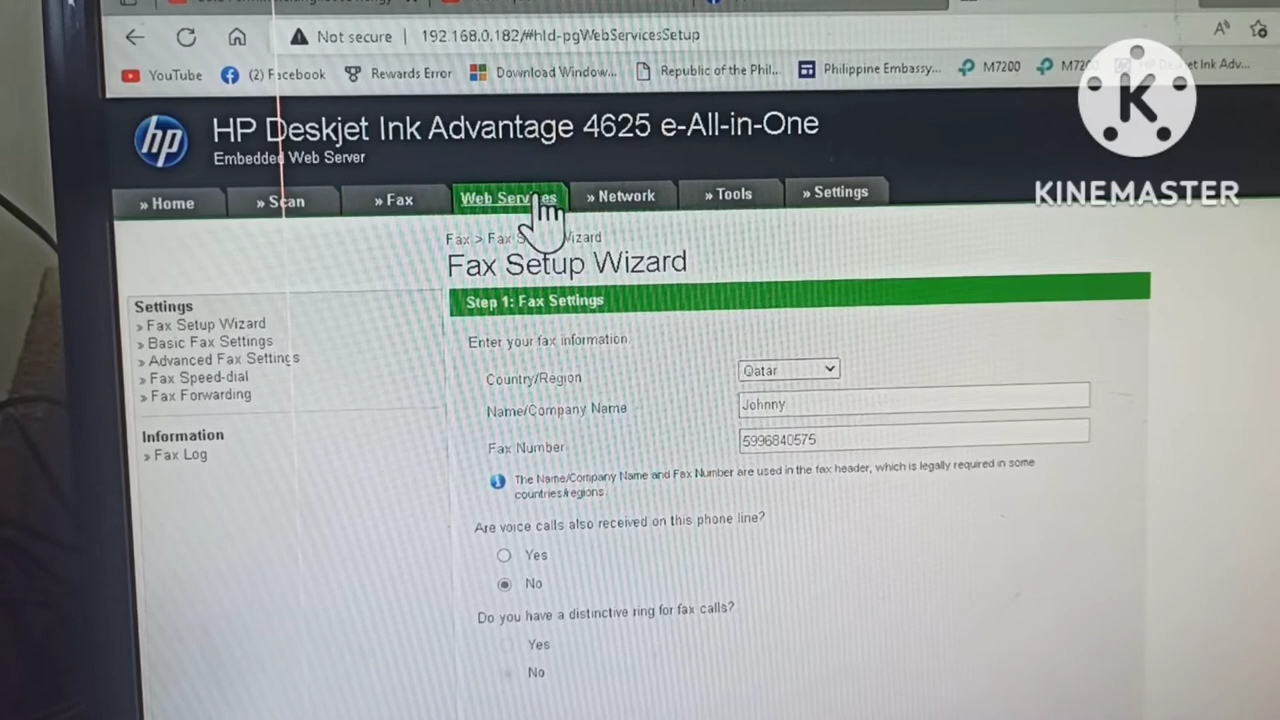 Not secure | 192.168.0.182/#hId-pgWebServicesSetup
YouTube (2) Facebook Rewards Error Download Window... Republic of the Phil... Philippine Embassy... M7200 Ink Adv...
hp HP Deskjet Ink Advantage 4625 e-All-in-One
Embedded Web Server
K
KINEMASTER
» Home » Scan » Fax Web Services » Network » Tools » Settings
Fax > Fax Wizard
Fax Setup Wizard
Step 1: Fax Settings
Settings
» Fax Setup Wizard
» Basic Fax Settings
» Advanced Fax Settings
» Fax Speed-dial
» Fax Forwarding
Information
» Fax Log
Enter your fax information.
Country/Region Qatar
Name/Company Name Johnny
Fax Number 5996840575
The Name/Company Name and Fax Number are used in the fax header, which is legally required in some
countries/regions.
Are voice calls also received on this phone line?
Yes
No
Do you have a distinctive ring for fax calls?
Yes
No